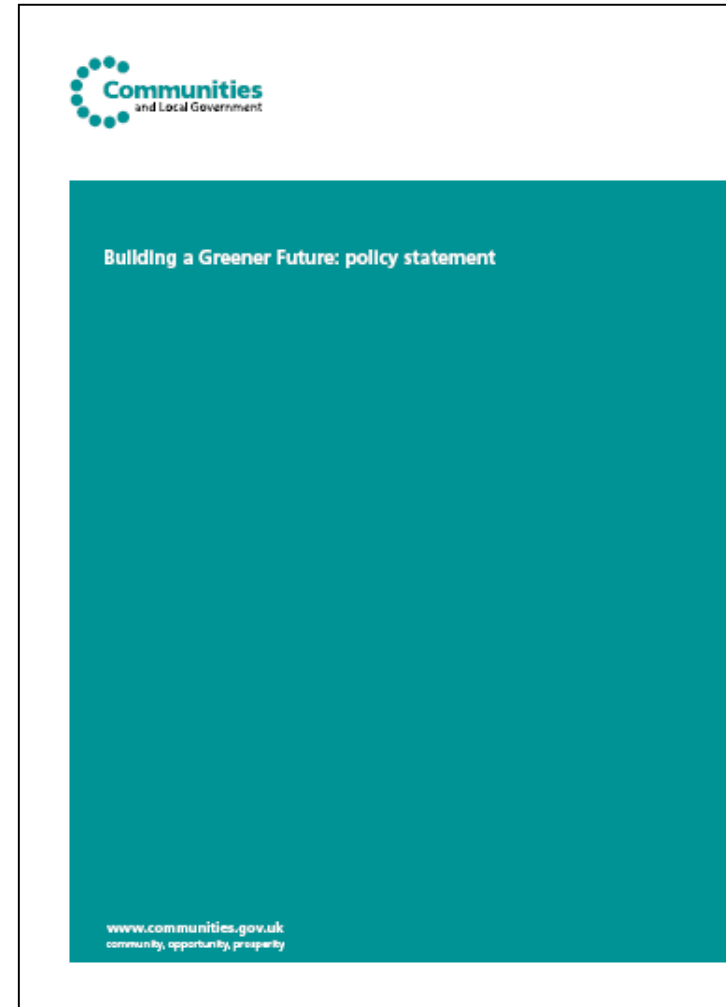 Communities
and Local Government
Building a Greener Future: policy statement
www.communities.gov.uk
community, opportunity, prosperity